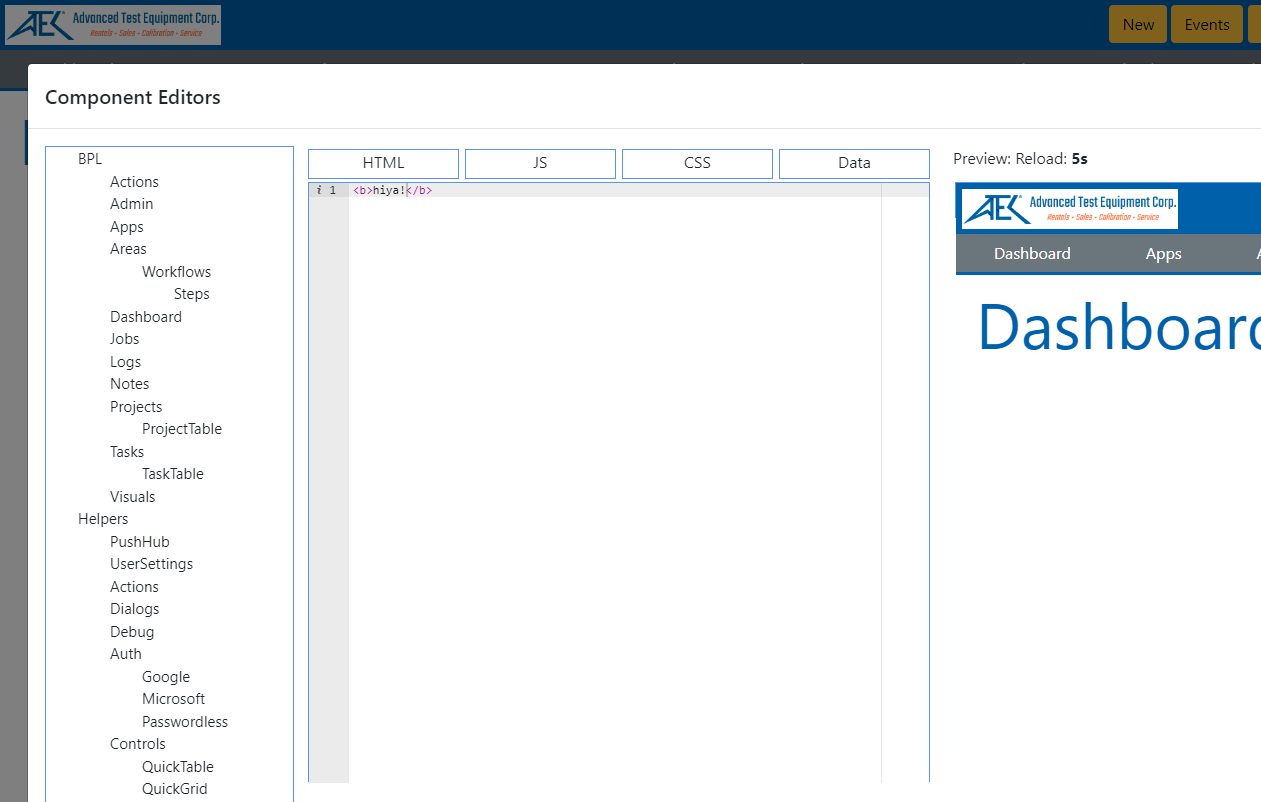 ATEC Advanced Test Equipment Corp.
Rentals • Sales • Calibration • Service
New
Events
Component Editors
BPL
Actions
Admin
Apps
Areas
Workflows
Steps
Dashboard
Jobs
Logs
Notes
Projects
ProjectTable
Tasks
TaskTable
Visuals
Helpers
PushHub
UserSettings
Actions
Dialogs
Debug
Auth
Google
Microsoft
Passwordless
Controls
QuickTable
QuickGrid
HTML
JS
CSS
Data
i 1 <b>hiya!</b>
Preview: Reload: 5s
ATEC Advanced Test Equipment Corp.
Rentals • Sales • Calibration • Service
Dashboard
Apps
Dashboard